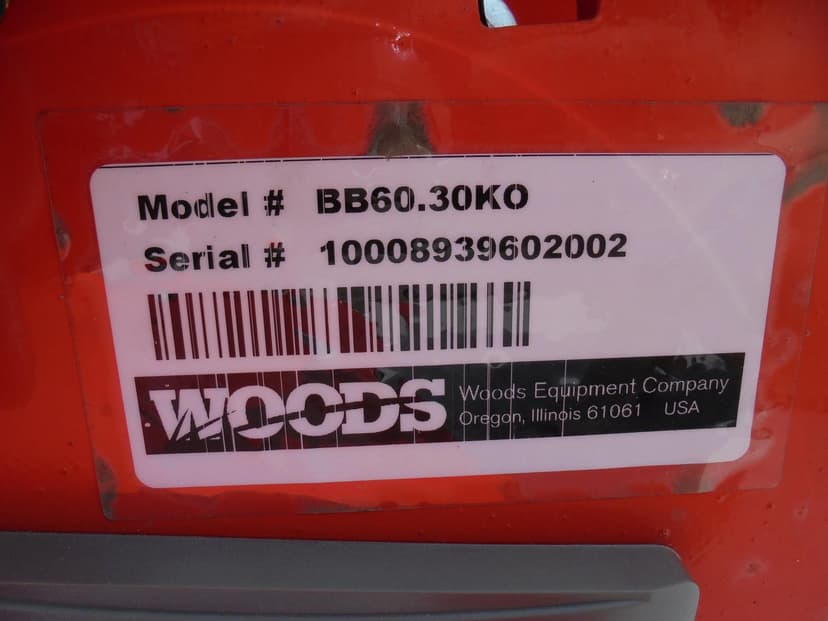 Model # BB60.30KO
Serial # 10008939602002
WOODS
Woods Equipment Company
Oregon, Illinois 61061 USA